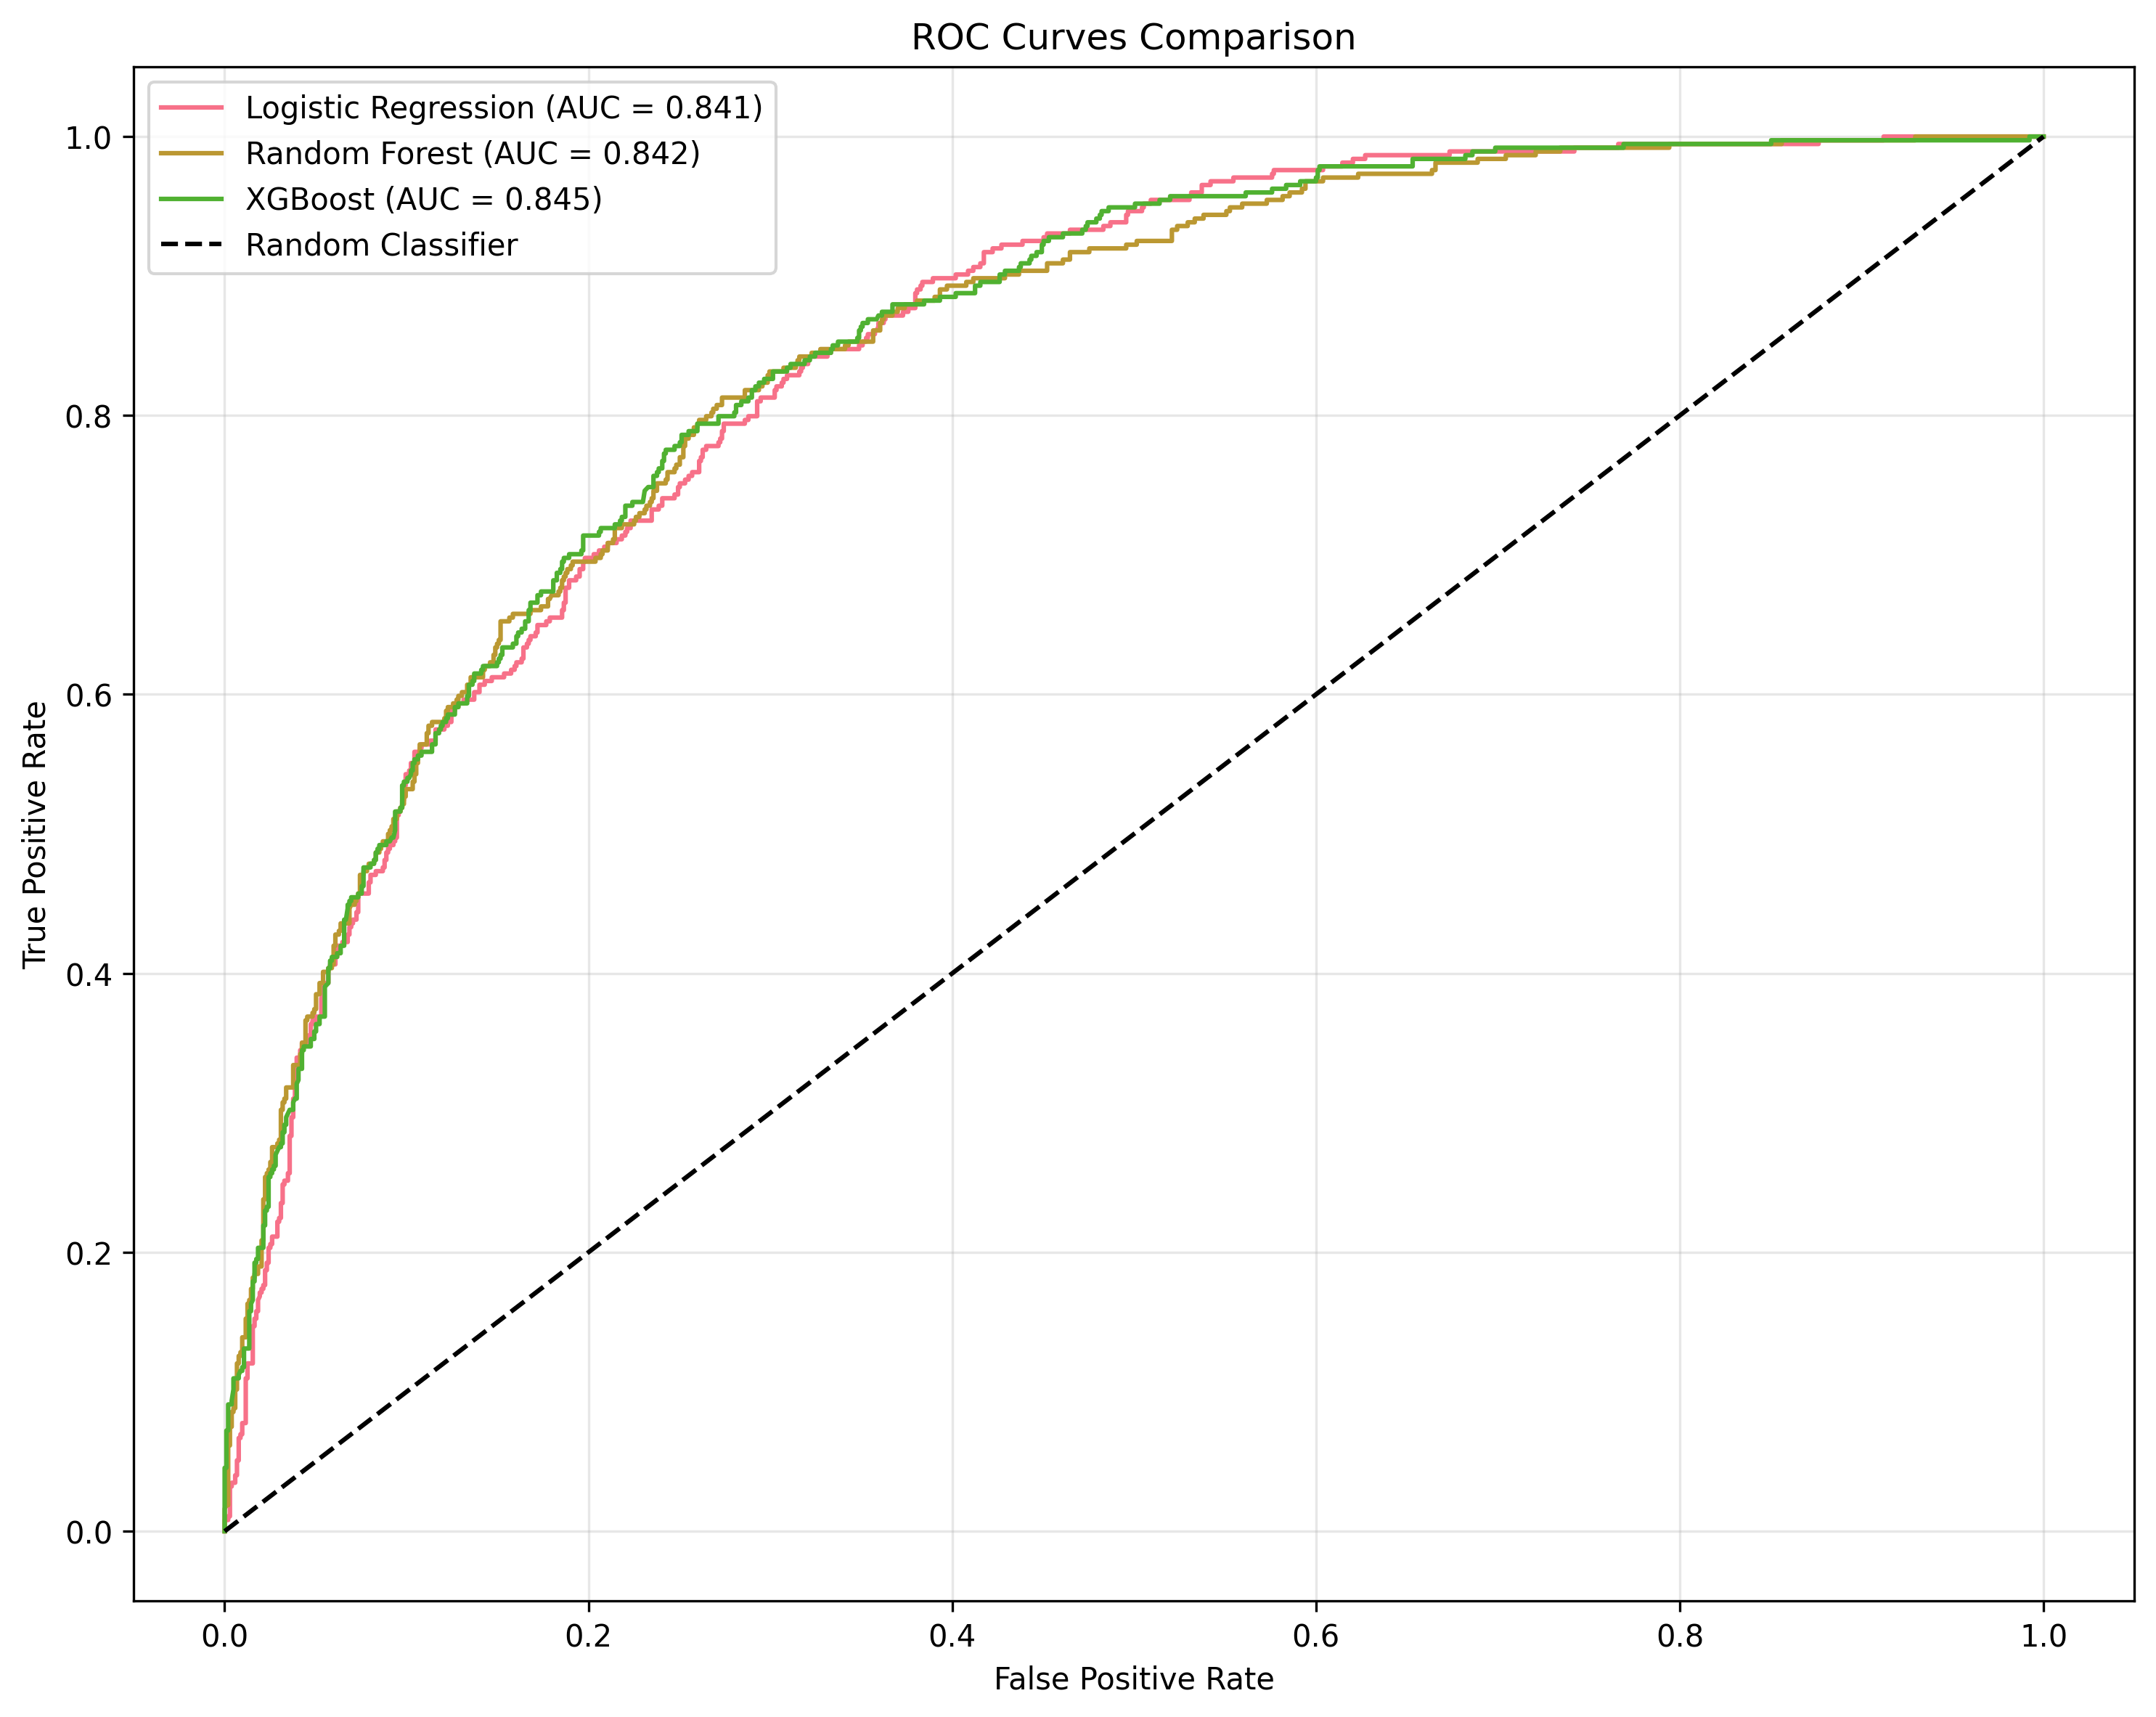 ROC Curves Comparison
Logistic Regression (AUC = 0.841)
Random Forest (AUC = 0.842)
XGBoost (AUC = 0.845)
Random Classifier
True Positive Rate
1.0
0.8
0.6
0.4
0.2
0.0
0.0 0.2 0.4 0.6 0.8 1.0
False Positive Rate